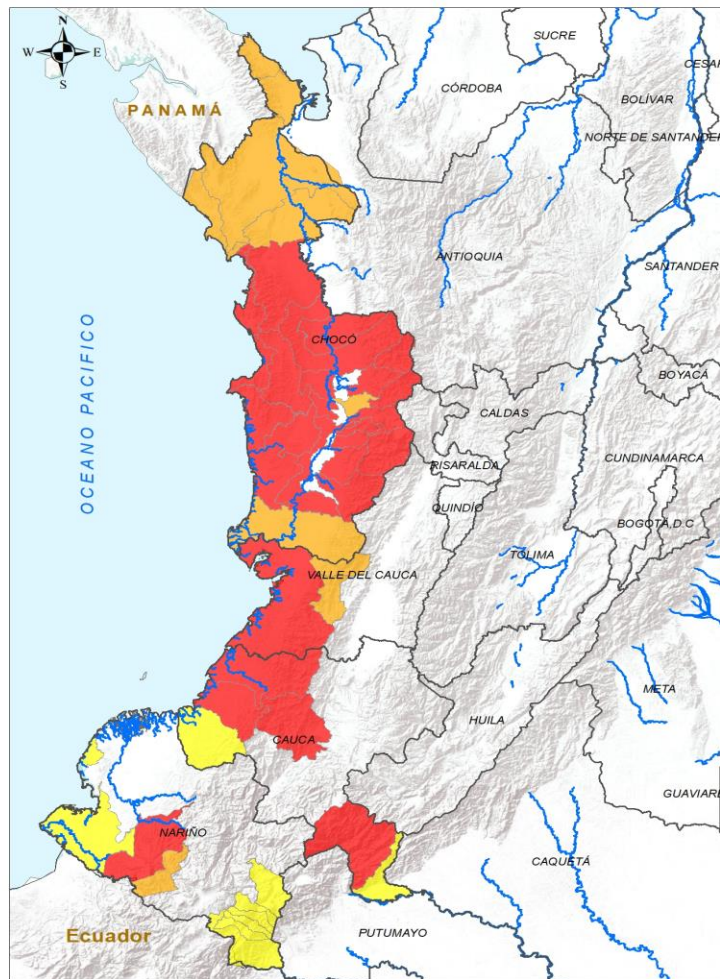 N
W E
S
SUCRE
CESAR
CÓRDOBA
BOLÍVAR
PANAMÁ
NORTE DE SANTANDER
ANTIOQUIA
SANTANDER
OCEANO PACIFICO
CHOCÓ
BOYACÁ
CALDAS
CUNDINAMARCA
RISARALDA
QUINDÍO
BOGOTÁ,D.C
TOLIMA
VALLE DEL CAUCA
META
HUILA
CAUCA
GUAVIARE
NARIÑO
CAQUETÁ
Ecuador
PUTUMAYO